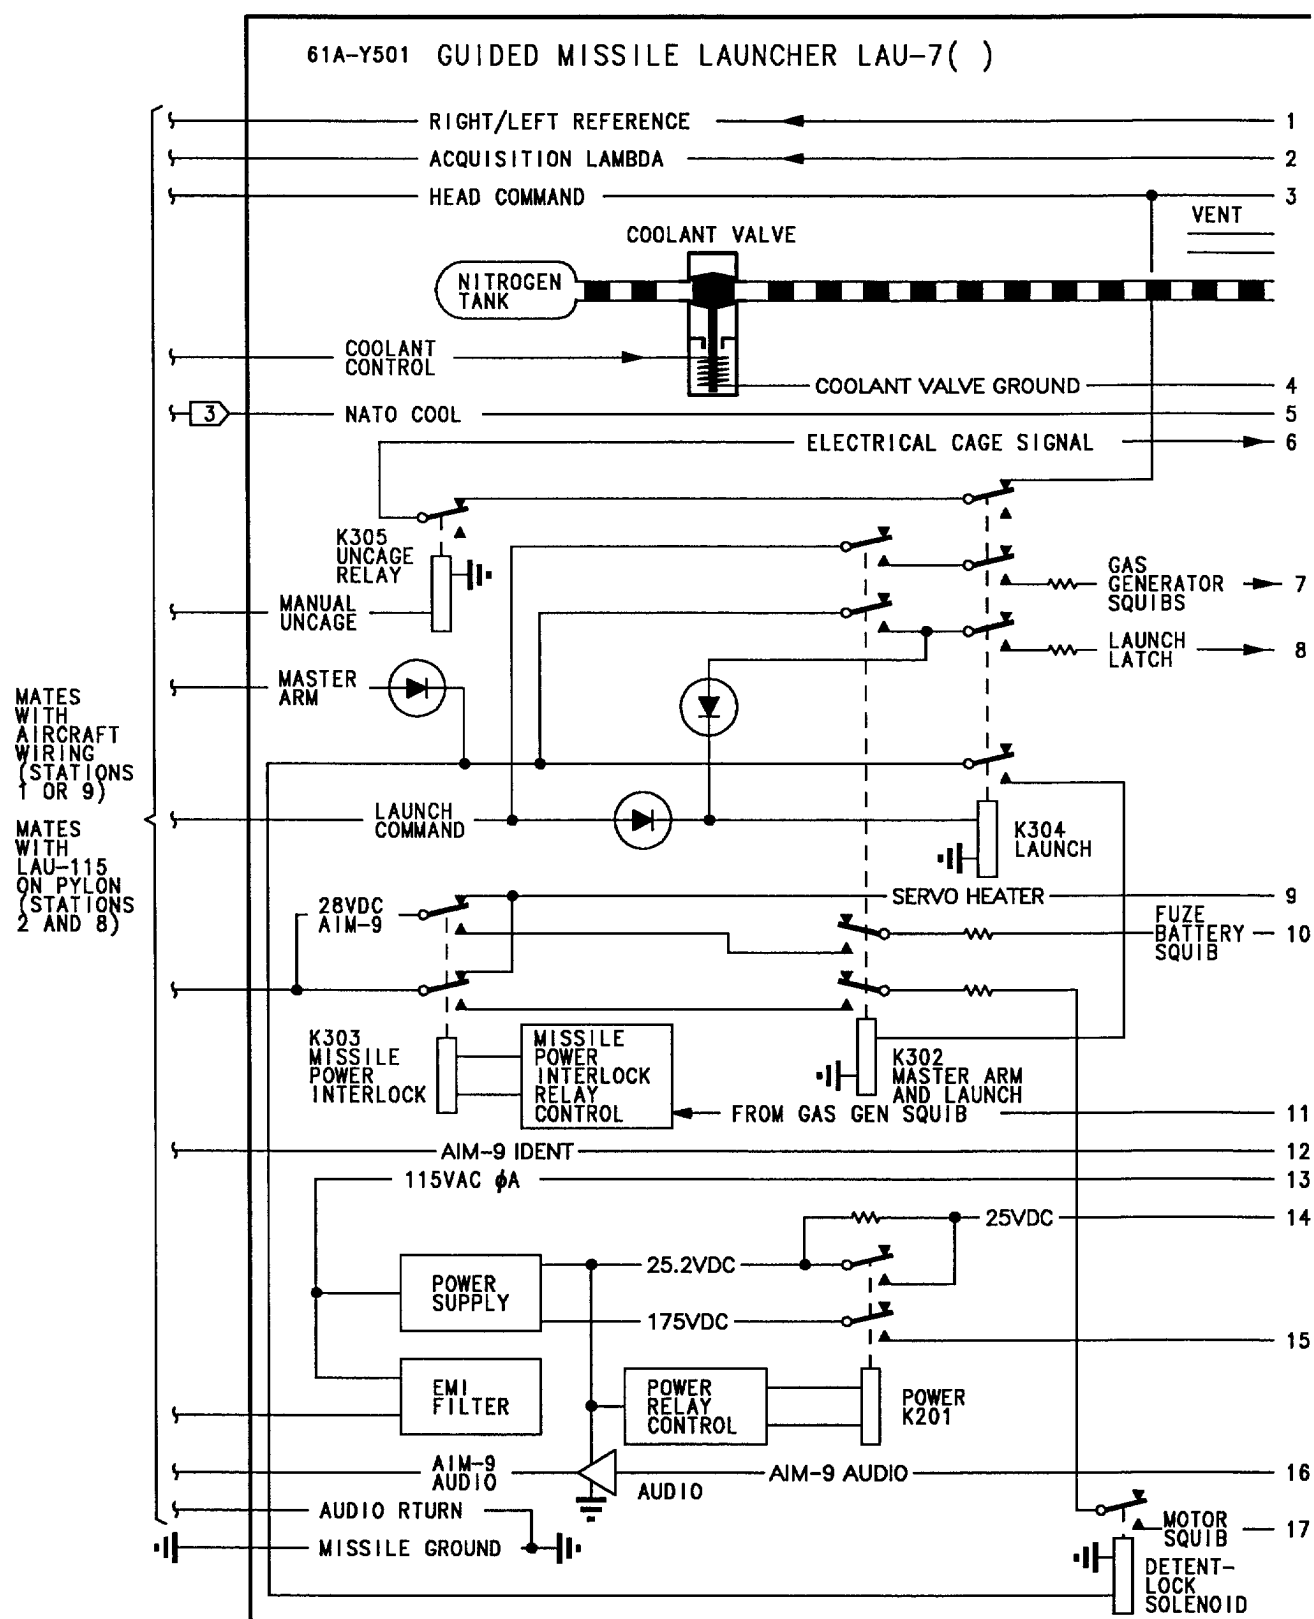 61A-Y501 GUIDED MISSILE LAUNCHER LAU-7( )
RIGHT/LEFT REFERENCE 1
ACQUISITION LAMBDA 2
HEAD COMMAND 3
VENT
COOLANT VALVE
NITROGEN
TANK
COOLANT
CONTROL
COOLANT VALVE GROUND 4
3 NATO COOL 5
ELECTRICAL CAGE SIGNAL 6
K305
UNCAGE
RELAY
GAS
GENERATOR
SQUIBS
7
MANUAL
UNCAGE
LAUNCH
LATCH
8
MASTER
ARM
MATES
WITH
AIRCRAFT
WIRING
(STATIONS
1 OR 9)
MATES
WITH
LAU-115
ON PYLON
(STATIONS
2 AND 8)
LAUNCH
COMMAND
K304
LAUNCH
28VDC
AIM-9
SERVO HEATER 9
FUZE
BATTERY
SQUIB
10
K303
MISSILE
POWER
INTERLOCK
MISSILE
POWER
INTERLOCK
RELAY
CONTROL
K302
MASTER ARM
AND LAUNCH
FROM GAS GEN SQUIB 11
AIM-9 IDENT 12
115VAC ϕA 13
25VDC 14
POWER
SUPPLY
25.2VDC
175VDC
15
EMI
FILTER
POWER
RELAY
CONTROL
POWER
K201
AIM-9
AUDIO
AUDIO
AIM-9 AUDIO 16
AUDIO RTURN
MISSILE GROUND
MOTOR
SQUIB
17
DETENT-
LOCK
SOLENOID